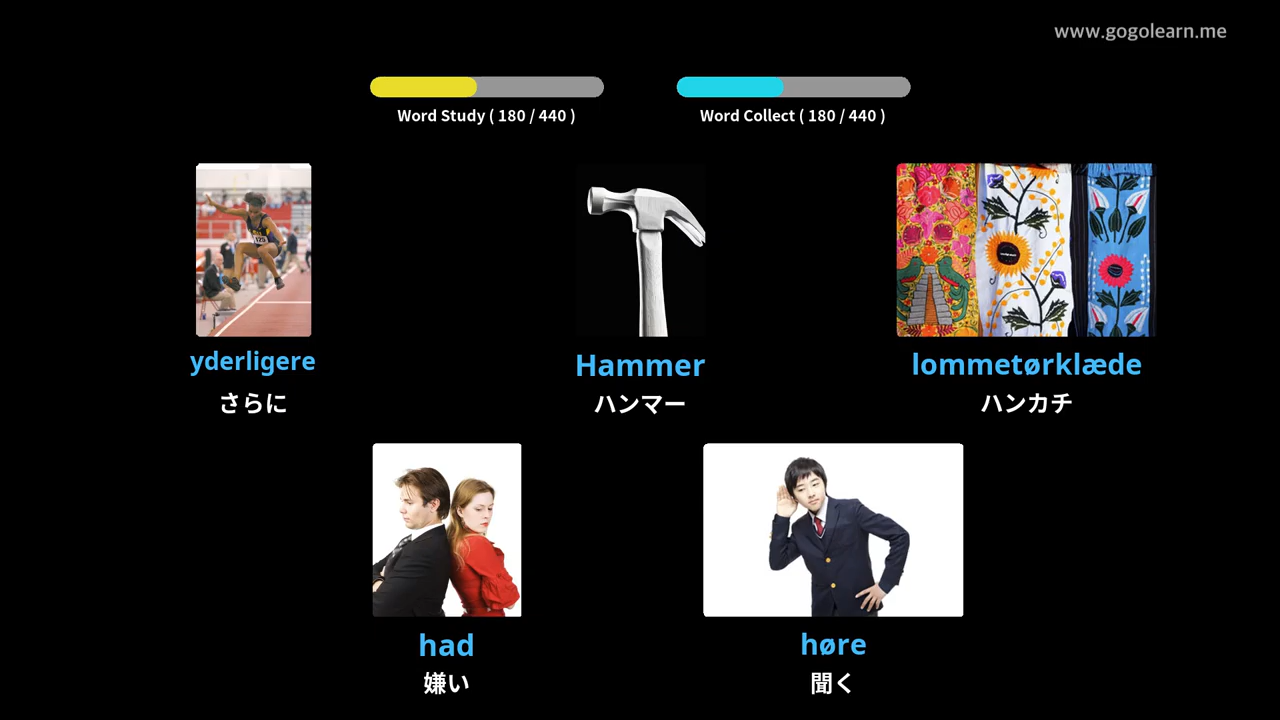 www.gogolearn.me
Word Study ( 180 / 440 )
Word Collect ( 180 / 440 )
yderligere
さらに
Hammer
ハンマー
lommetørklæde
ハンカチ
had
嫌い
høre
聞く